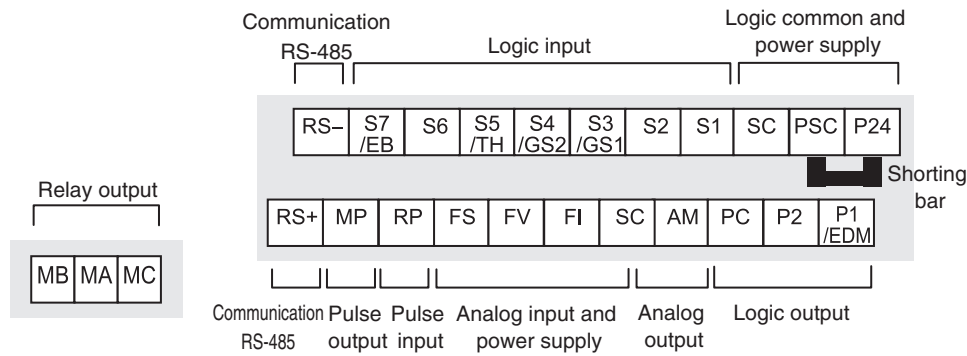 Communication
RS-485
Logic input
Logic common and
power supply
RS– S7/EB S6 S5/TH S4/GS2 S3/GS1 S2 S1 SC PSC P24
Shorting
bar
Relay output
MB MA MC
RS+ MP RP FS FV FI SC AM PC P2 P1/EDM
Communication
RS-485
Pulse
output
Pulse
input
Analog input and
power supply
Analog
output
Logic output